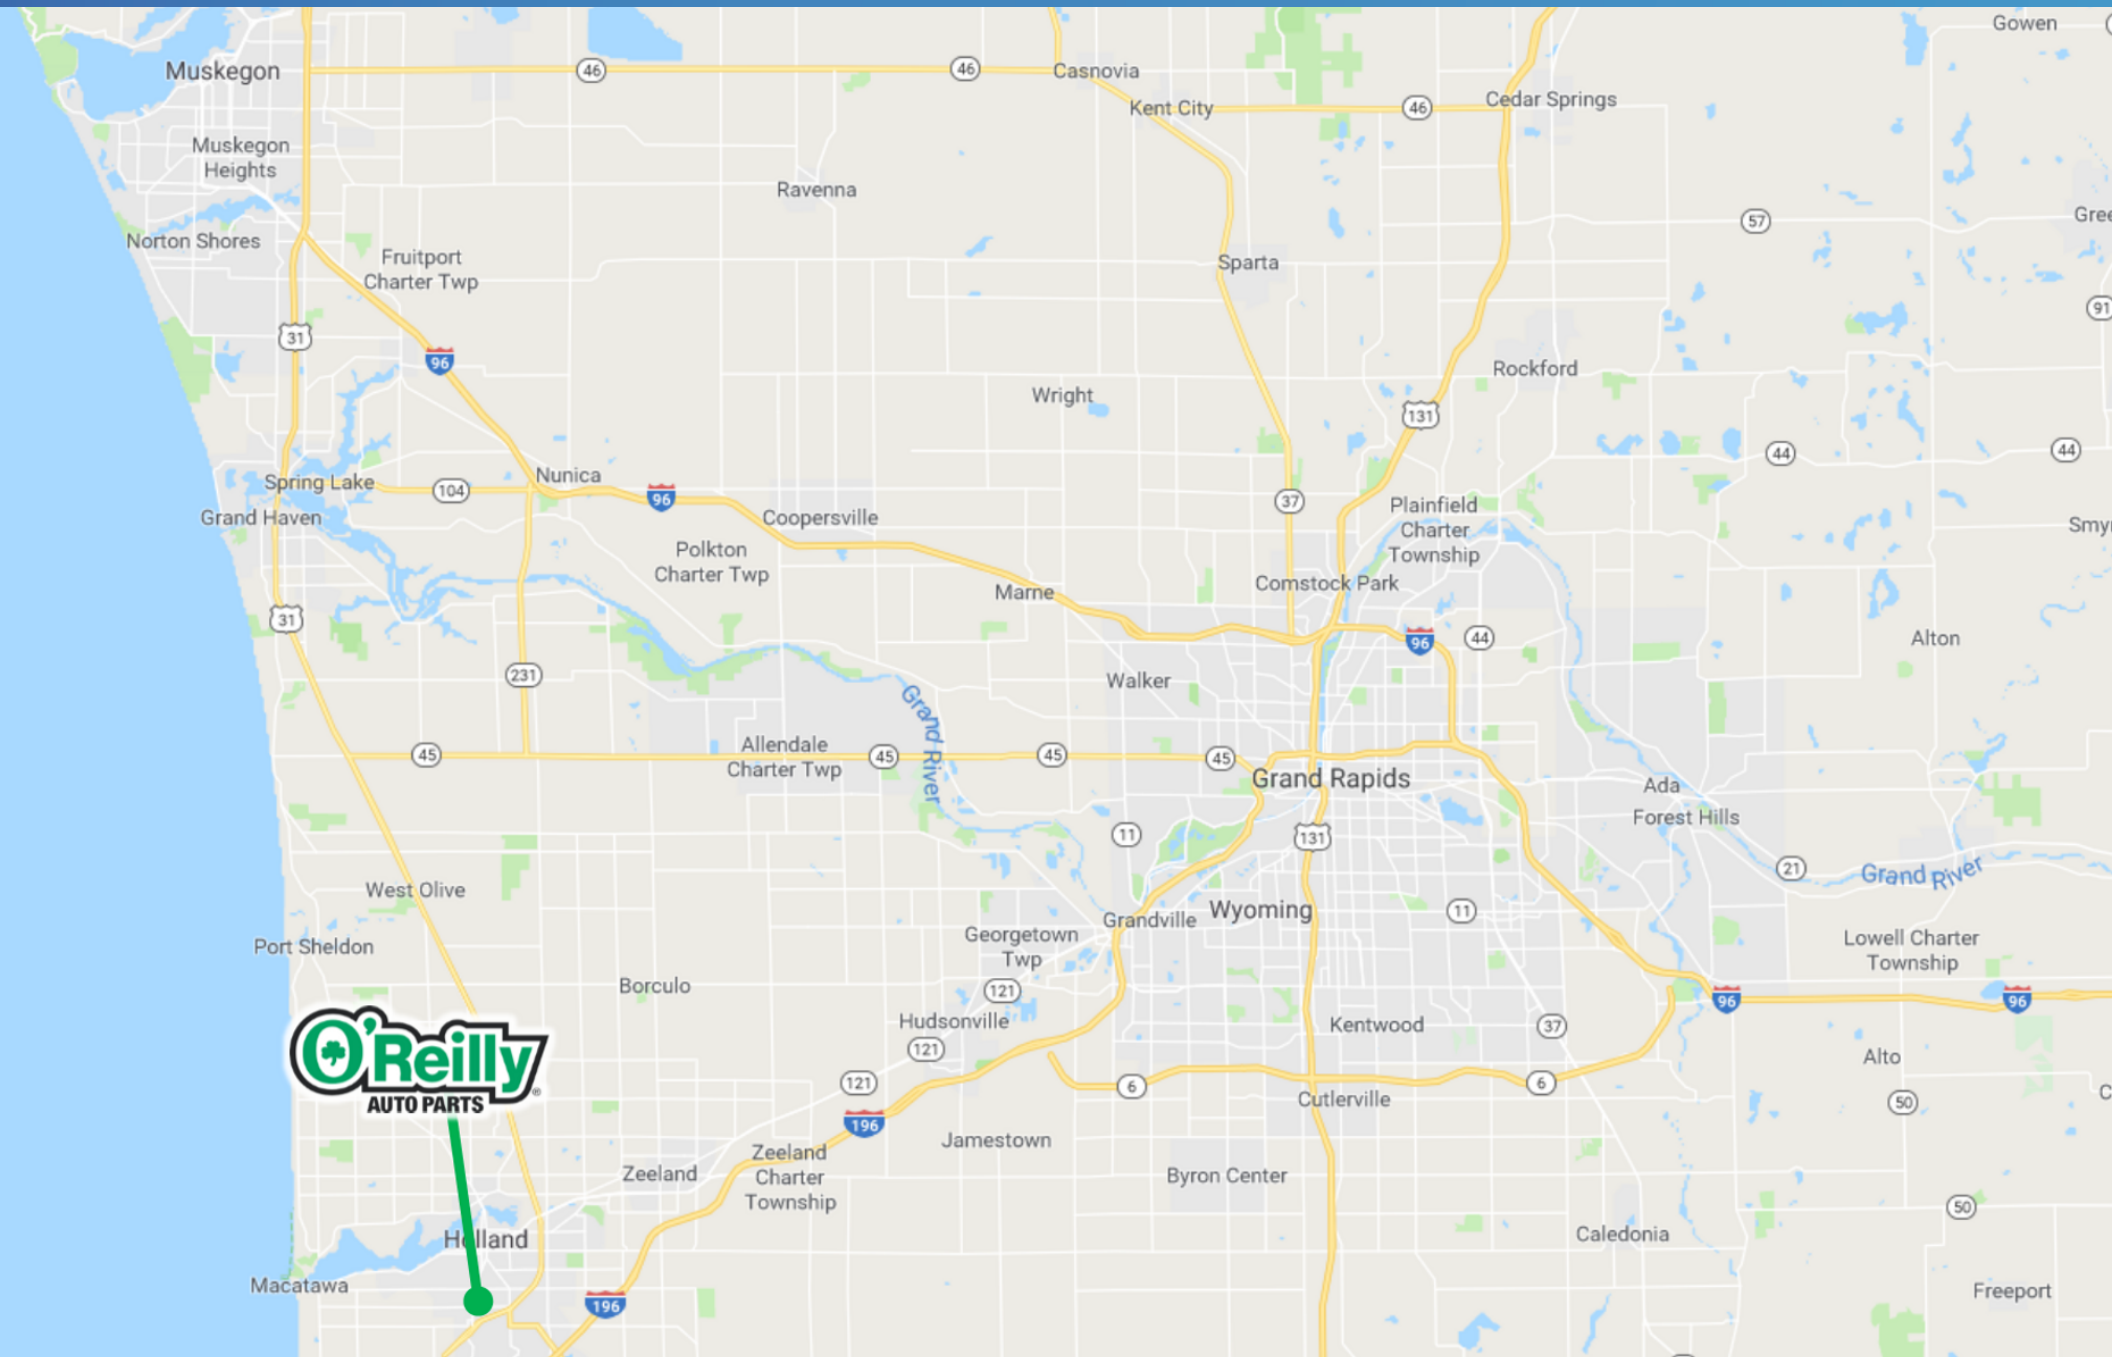 Gowen
Muskegon
46
46
Casnovia
Kent City
46
Cedar Springs
Muskegon
Heights
Ravenna
57
Gree
Norton Shores
Fruitport
Charter Twp
Sparta
91
31
96
Rockford
Wright
131
44
44
Spring Lake
104
Nunica
96
37
Grand Haven
Coopersville
Plainfield
Charter
Township
Smy
Polkton
Charter Twp
Marne
Comstock Park
31
96
44
Alton
231
Walker
Grand River
45
Allendale
Charter Twp
45
45
45
Grand Rapids
Ada
Forest Hills
11
131
21
Grand River
West Olive
Grandville
Wyoming
11
Port Sheldon
Georgetown
Twp
Lowell Charter
Township
Borculo
121
96
96
Hudsonville
Kentwood
37
O'Reilly®
AUTO PARTS
121
Alto
121
6
6
Cutlerville
50
C
196
Jamestown
Zeeland
Zeeland
Charter
Township
Byron Center
50
Holland
Caledonia
Macatawa
196
Freeport